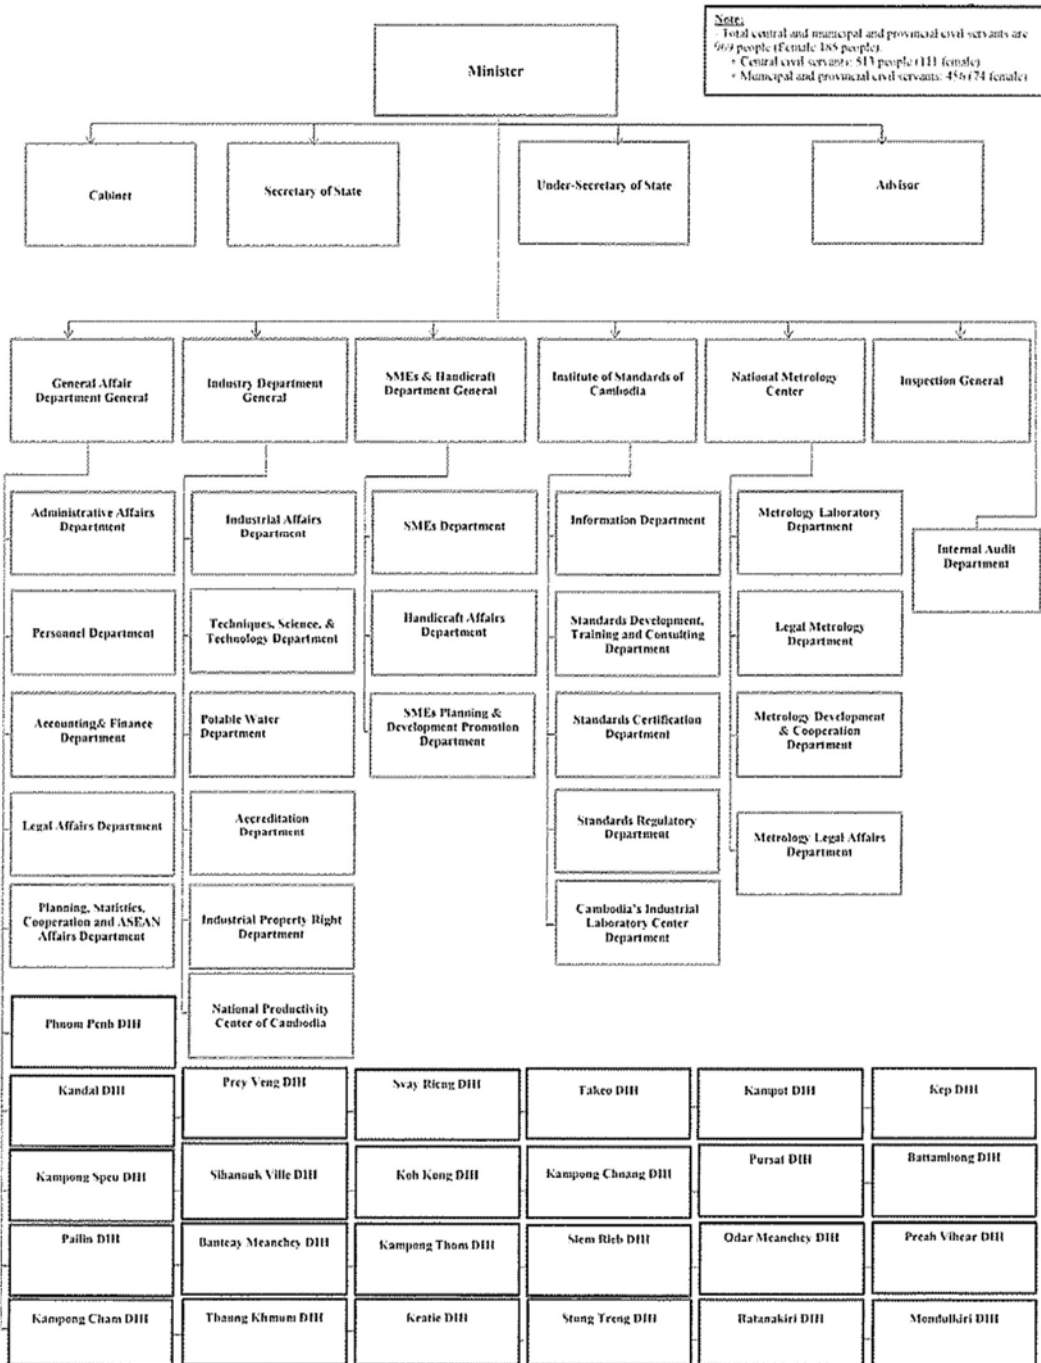 Note:
- Total central and municipal and provincial civil servants are
969 people (Female 185 people)
• Central civil servants: 513 people (111 female)
• Municipal and provincial civil servants: 456 (74 female)
Minister
Cabinet
Secretary of State
Under-Secretary of State
Advisor
General Affair
Department General
Industry Department
General
SMEs & Handicraft
Department General
Institute of Standards of
Cambodia
National Metrology
Center
Inspection General
Administrative Affairs
Department
Industrial Affairs
Department
SMEs Department
Information Department
Metrology Laboratory
Department
Internal Audit
Department
Personnel Department
Techniques, Science, &
Technology Department
Handicraft Affairs
Department
Standards Development,
Training and Consulting
Department
Legal Metrology
Department
Accounting& Finance
Department
Potable Water
Department
SMEs Planning &
Development Promotion
Department
Standards Certification
Department
Metrology Development
& Cooperation
Department
Legal Affairs Department
Accreditation
Department
Standards Regulatory
Department
Metrology Legal Affairs
Department
Planning, Statistics,
Cooperation and ASEAN
Affairs Department
Industrial Property Right
Department
Cambodia's Industrial
Laboratory Center
Department
National Productivity
Center of Cambodia
Phnom Penh DIH
Kandal DIH
Prey Veng DIH
Svay Rieng DIH
Takeo DIH
Kampot DIH
Kep DIH
Kampong Speu DIH
Sihanouk Ville DIH
Koh Kong DIH
Kampong Chnang DIH
Pursat DIH
Battambong DIH
Pailin DIH
Banteay Meanchey DIH
Kampong Thom DIH
Siem Rieb DIH
Odar Meanchey DIH
Preah Vihear DIH
Kampong Cham DIH
Tbaung Khmum DIH
Kratie DIH
Stung Treng DIH
Ratanakiri DIH
Mondulkiri DIH